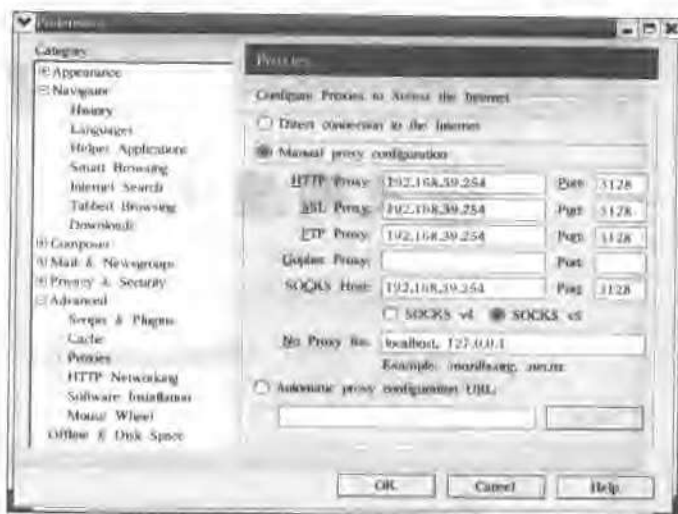 Preferences
Category
Appearance
Navigator
History
Languages
Helper Applications
Smart Browsing
Internet Search
Tabbed Browsing
Downloads
Composer
Mail & Newsgroups
Privacy & Security
Advanced
Scripts & Plugins
Cache
Proxies
HTTP Networking
Software Installation
Mouse Wheel
Offline & Disk Space
Proxies
Configure Proxies to Access the Internet
Direct connection to the Internet
Manual proxy configuration
HTTP Proxy: 192.168.39.254 Port: 3128
SSL Proxy: 192.168.39.254 Port: 3128
FTP Proxy: 192.168.39.254 Port: 3128
Gopher Proxy: Port:
SOCKS Host: 192.168.39.254 Port: 3128
SOCKS v4 SOCKS v5
No Proxy for: localhost, 127.0.0.1
Example: .mozilla.org, .net.nz
Automatic proxy configuration URL:
OK
Cancel
Help